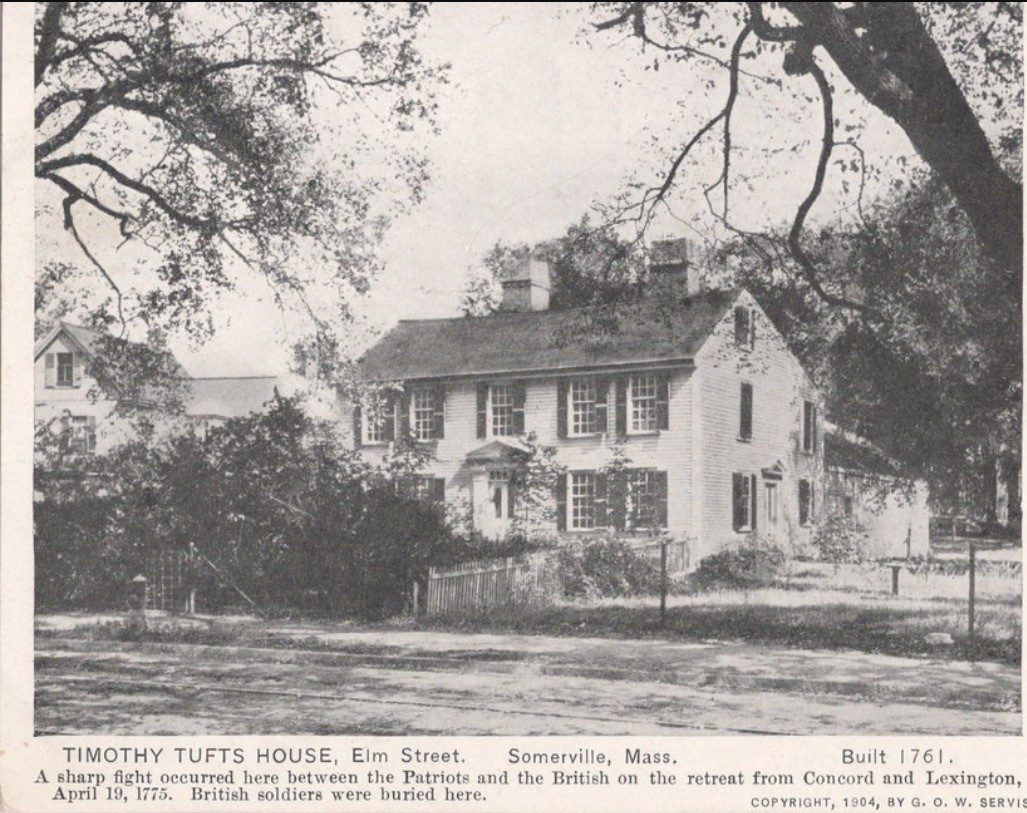 TIMOTHY TUFTS HOUSE, Elm Street. Somerville, Mass. Built 1761.
A sharp fight occurred here between the Patriots and the British on the retreat from Concord and Lexington,
April 19, 1775. British soldiers were buried here.
COPYRIGHT, 1904, BY G. O. W. SERVIS